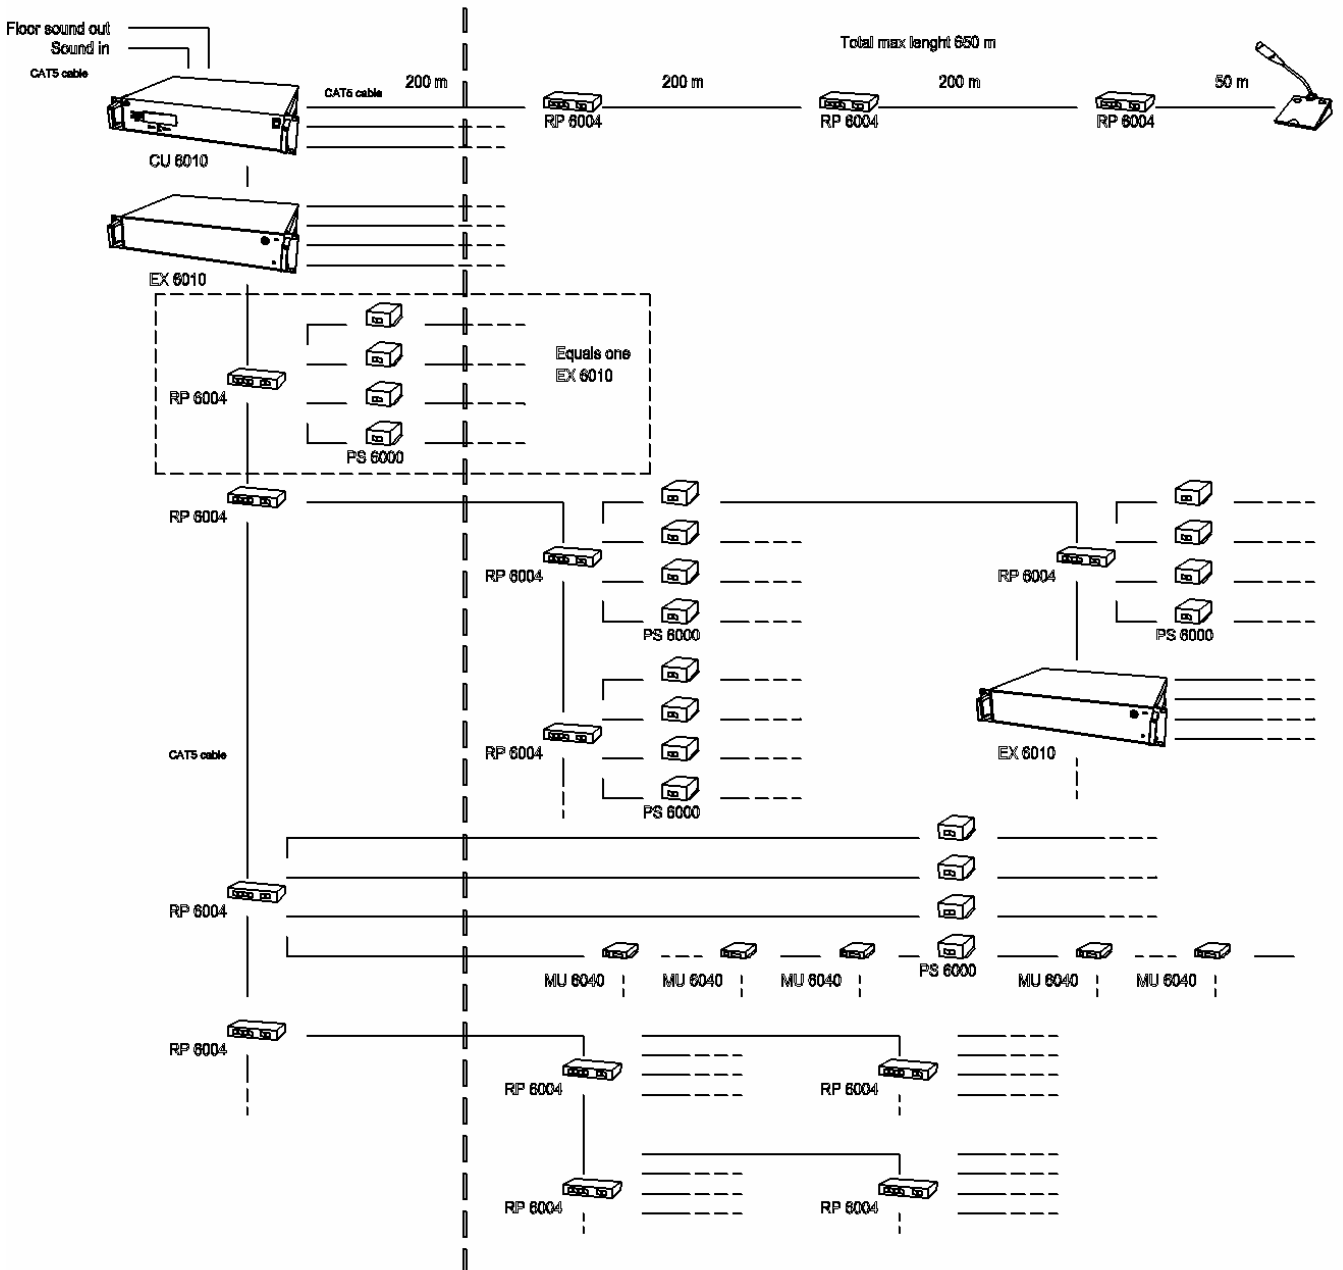 Floor sound out
Sound in
CAT5 cable
CAT5 cable
200 m
Total max lenght 650 m
200 m
200 m
50 m
RP 6004
RP 6004
RP 6004
CU 6010
EX 6010
Equals one
EX 6010
RP 6004
PS 6000
RP 6004
RP 6004
PS 6000
RP 6004
PS 6000
RP 6004
PS 6000
EX 6010
CAT5 cable
RP 6004
MU 6040
MU 6040
MU 6040
PS 6000
MU 6040
MU 6040
RP 6004
RP 6004
RP 6004
RP 6004
RP 6004